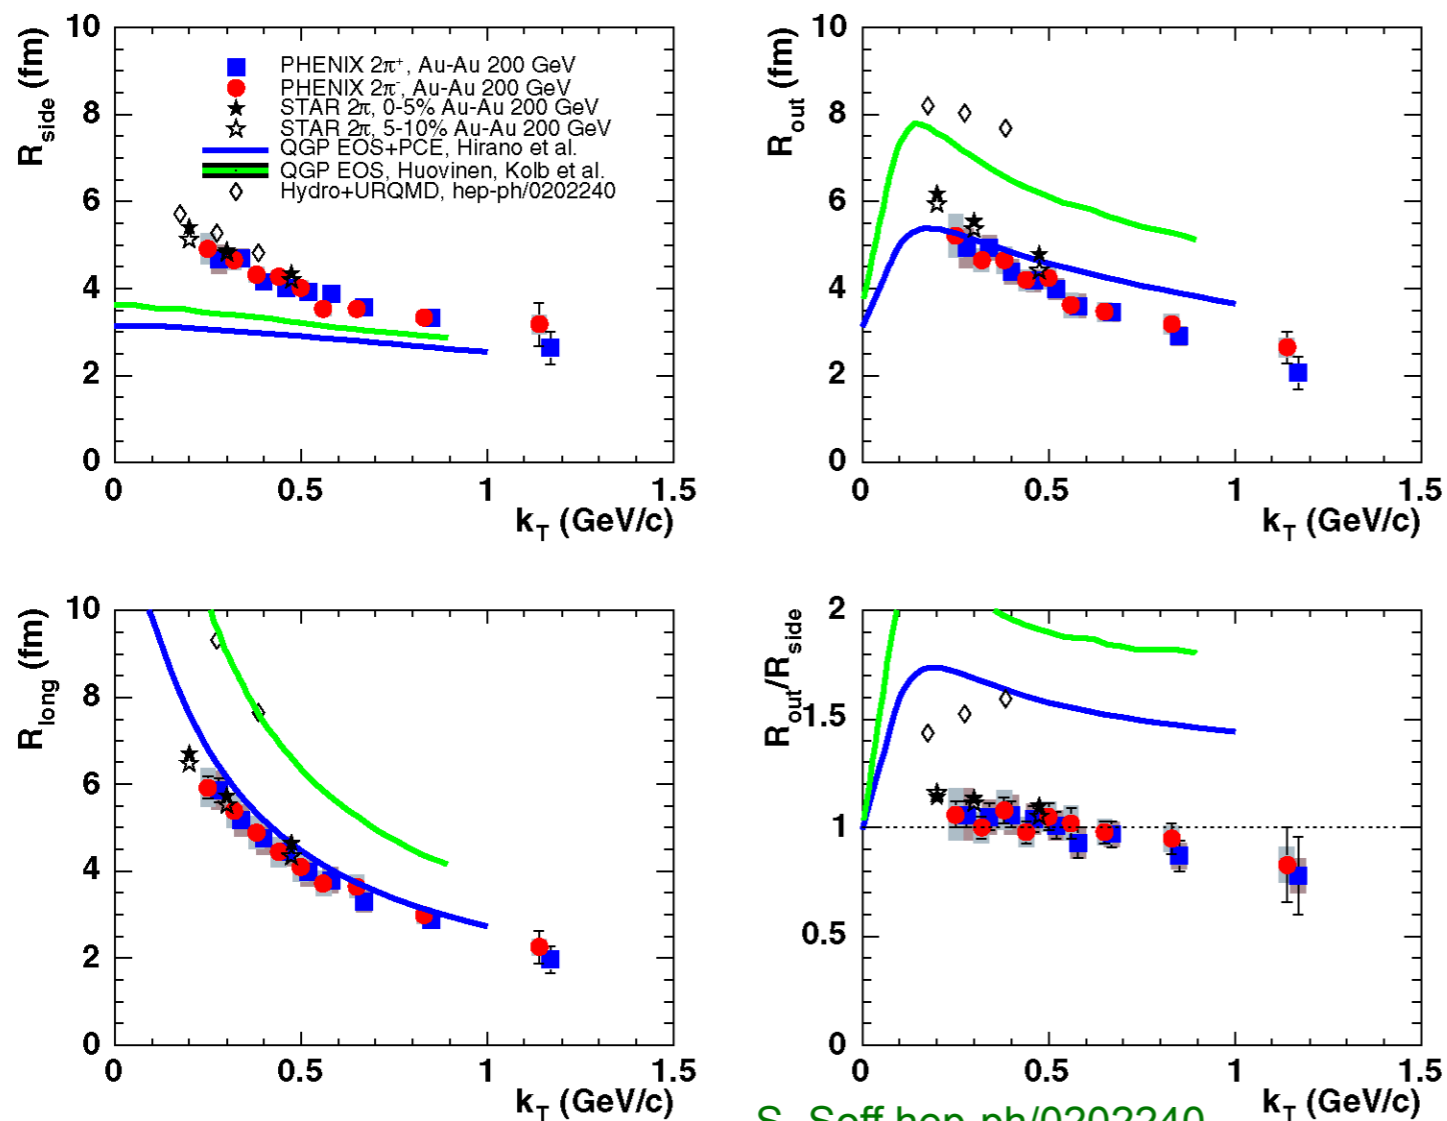 R_side (fm)
10
8
6
4
2
0
PHENIX 2π⁺, Au-Au 200 GeV
PHENIX 2π⁻, Au-Au 200 GeV
STAR 2π, 0-5% Au-Au 200 GeV
STAR 2π, 5-10% Au-Au 200 GeV
QGP EOS+PCE, Hirano et al.
QGP EOS, Huovinen, Kolb et al.
Hydro+URQMD, hep-ph/0202240
0 0.5 1 1.5
k_T (GeV/c)
R_out (fm)
10
8
6
4
2
0
0 0.5 1 1.5
k_T (GeV/c)
R_long (fm)
10
8
6
4
2
0
0 0.5 1 1.5
k_T (GeV/c)
R_out/R_side
2
1.5
1
0.5
0
0 0.5 1 1.5
k_T (GeV/c)
S. Soff hep-ph/0202240